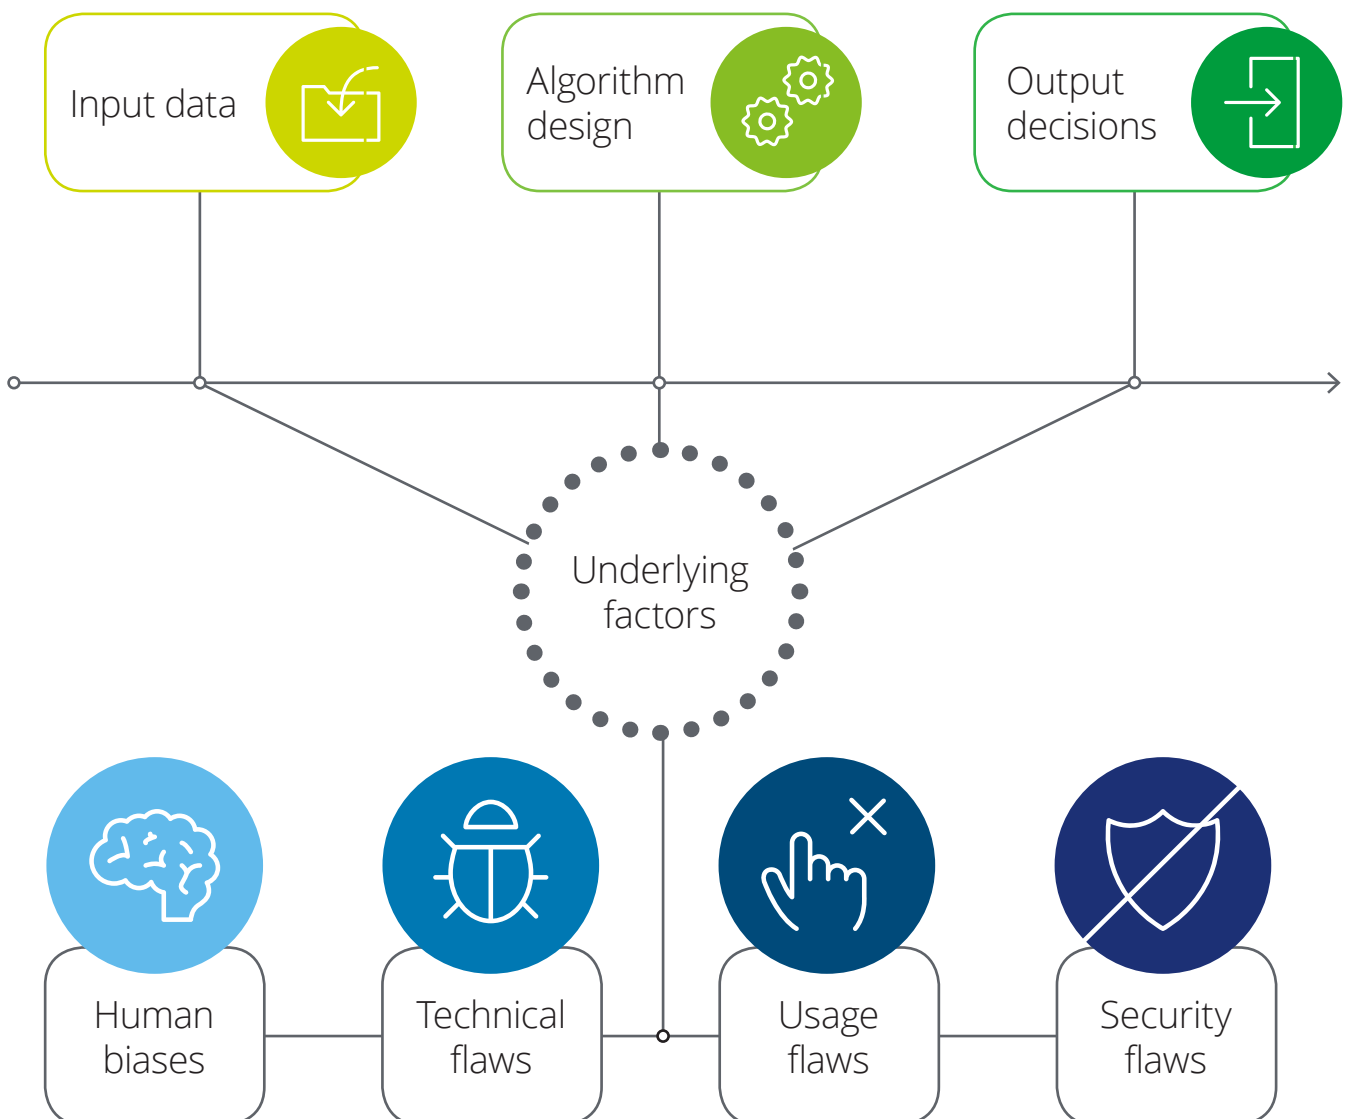 Input data
Algorithm
design
Output
decisions
Underlying
factors
Human
biases
Technical
flaws
Usage
flaws
Security
flaws